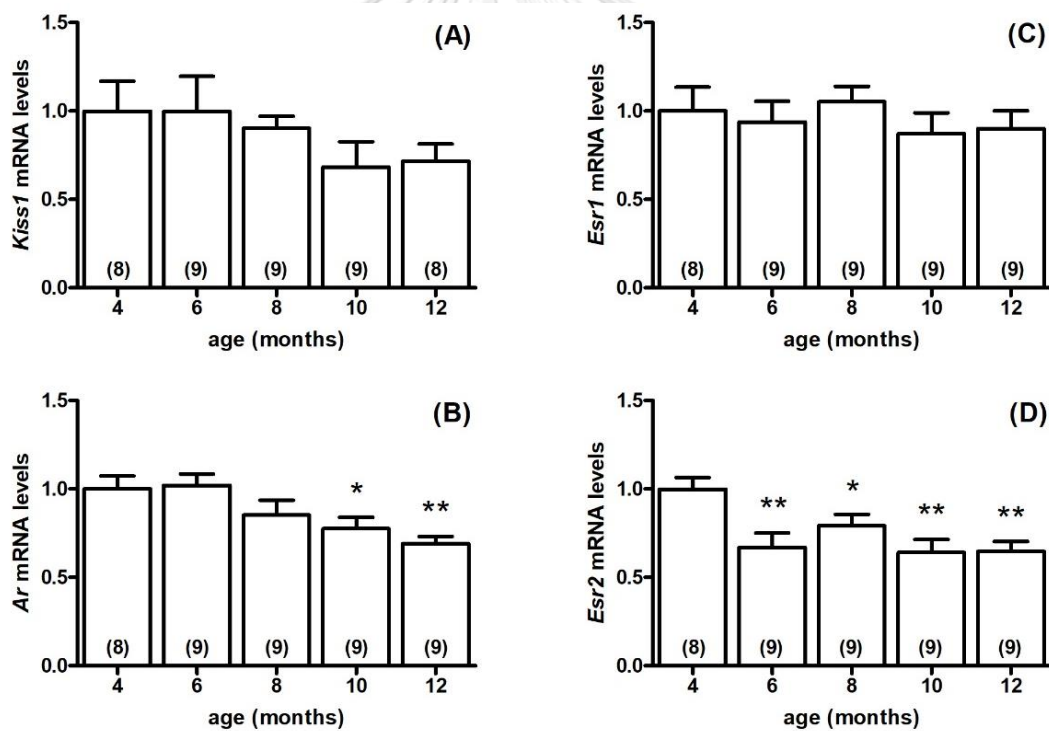 (A)
Kiss1 mRNA levels
1.5
1.0
0.5
0.0
(8) (9) (9) (9) (8)
4 6 8 10 12
age (months)
(C)
Esr1 mRNA levels
1.5
1.0
0.5
0.0
(8) (9) (9) (9) (9)
4 6 8 10 12
age (months)
(B)
Ar mRNA levels
1.5
1.0
0.5
0.0
* **
(8) (9) (9) (9) (9)
4 6 8 10 12
age (months)
(D)
Esr2 mRNA levels
1.5
1.0
0.5
0.0
** * ** **
(8) (9) (9) (9) (9)
4 6 8 10 12
age (months)